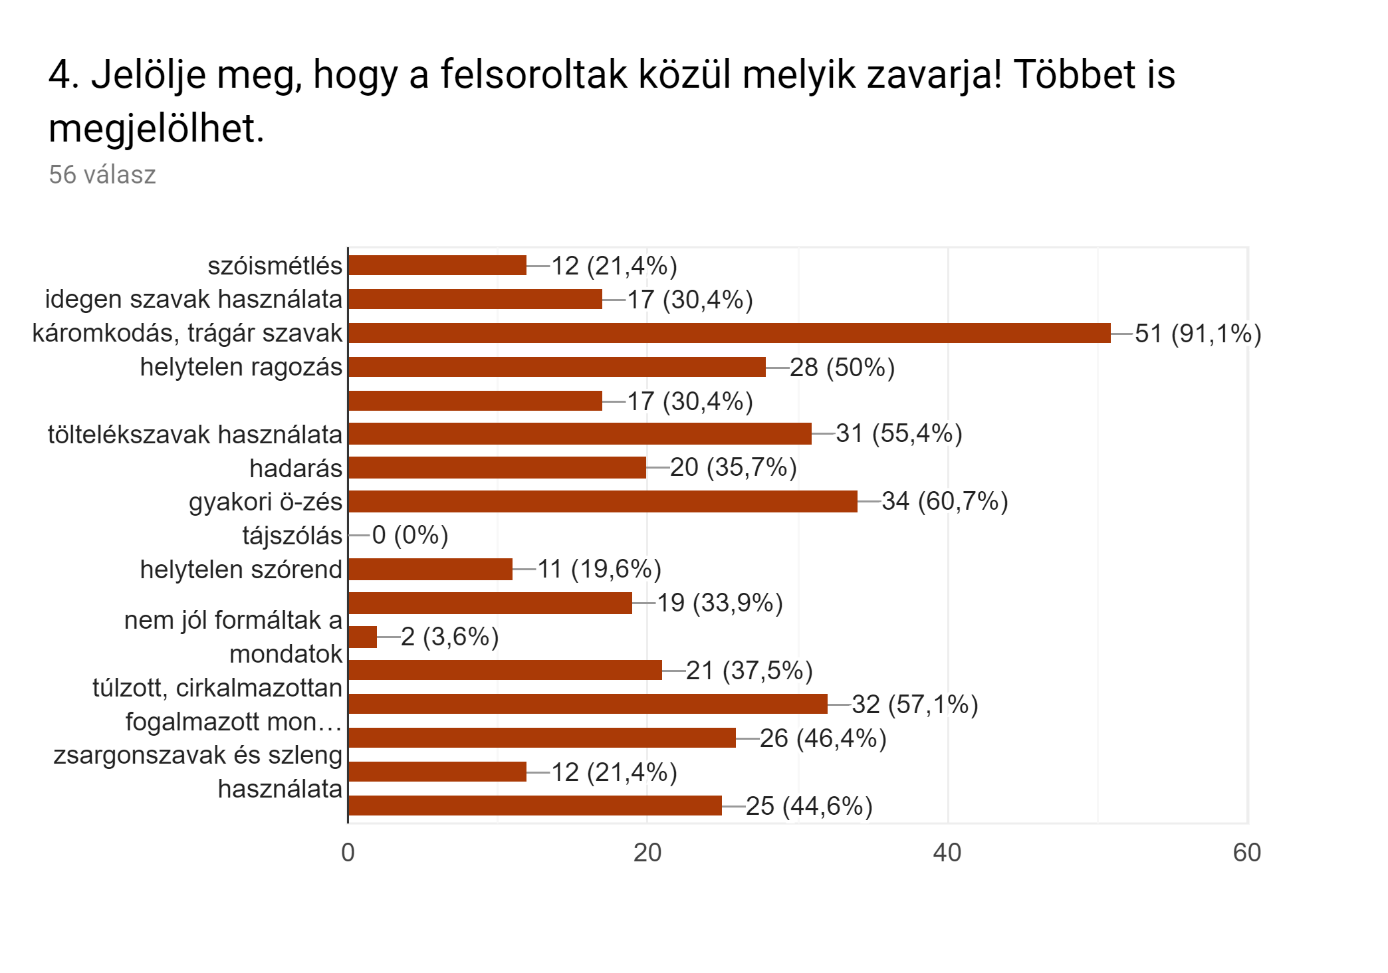 4. Jelölje meg, hogy a felsoroltak közül melyik zavarja! Többet is
megjelölhet.
56 válasz
szóismétlés 12 (21,4%)
idegen szavak használata 17 (30,4%)
káromkodás, trágár szavak 51 (91,1%)
helytelen ragozás 28 (50%)
17 (30,4%)
töltelékszavak használata 31 (55,4%)
hadarás 20 (35,7%)
gyakori ö-zés 34 (60,7%)
tájszólás 0 (0%)
helytelen szórend 11 (19,6%)
19 (33,9%)
nem jól formáltak a
2 (3,6%)
mondatok
21 (37,5%)
túlzott, cirkalmazottan
32 (57,1%)
fogalmazott mon…
26 (46,4%)
zsargonszavak és szleng
12 (21,4%)
használata
25 (44,6%)
0 20 40 60